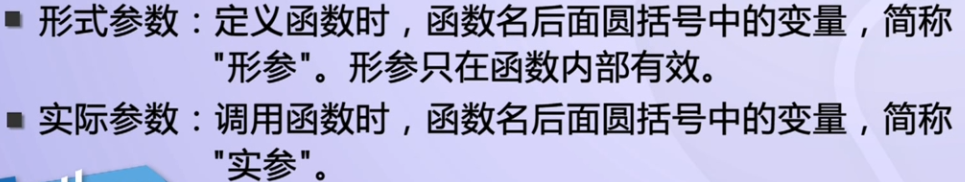 形式参数：定义函数时，函数名后面圆括号中的变量，简称
"形参"。形参只在函数内部有效。
实际参数：调用函数时，函数名后面圆括号中的变量，简称
"实参"。